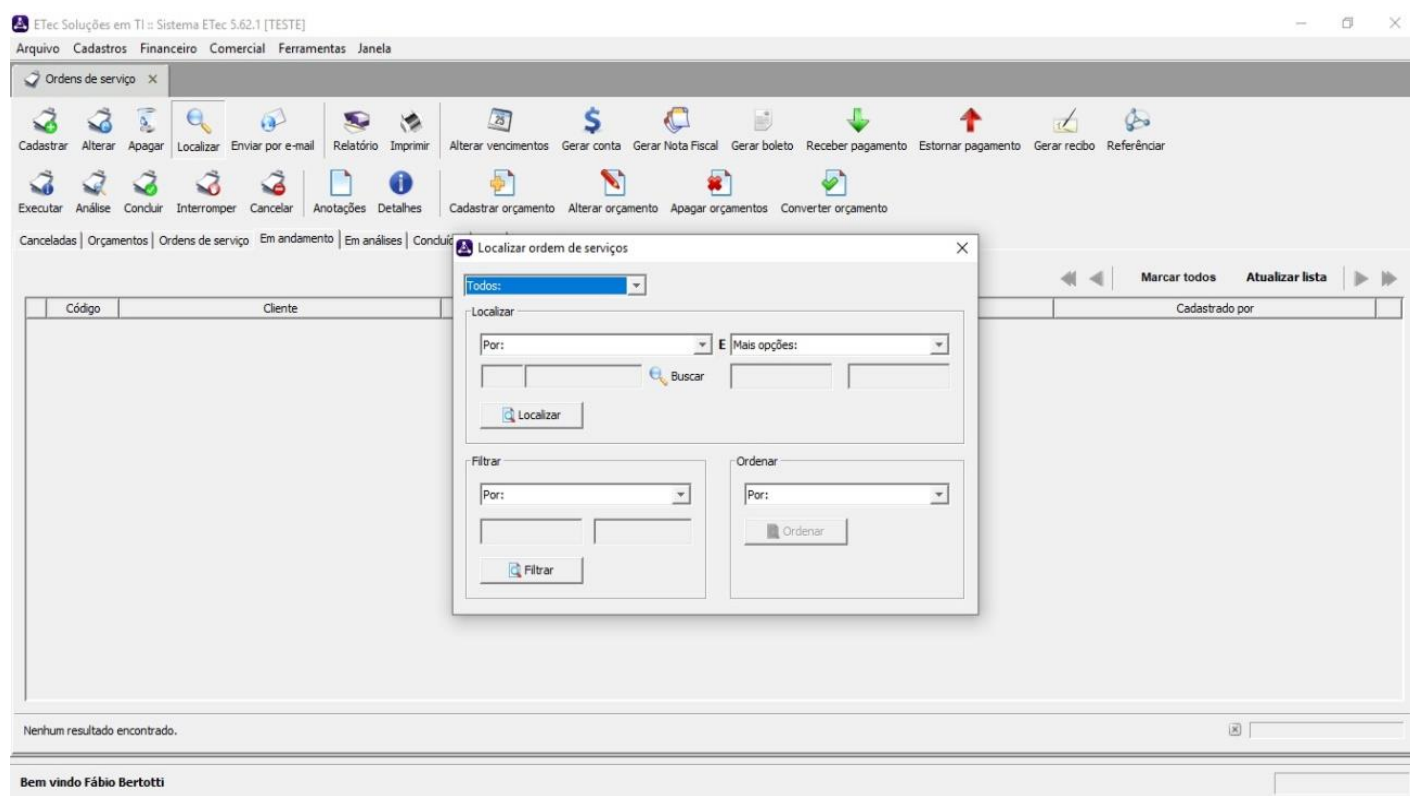 ETec Soluções em TI :: Sistema ETec 5.62.1 [TESTE]
Arquivo Cadastros Financeiro Comercial Ferramentas Janela
Ordens de serviço
Cadastrar Alterar Apagar Localizar Enviar por e-mail Relatório Imprimir Alterar vencimentos Gerar conta Gerar Nota Fiscal Gerar boleto Receber pagamento Estornar pagamento Gerar recibo Referênciar
Executar Análise Concluir Interromper Cancelar Anotações Detalhes Cadastrar orçamento Alterar orçamento Apagar orçamentos Converter orçamento
Canceladas Orçamentos Ordens de serviço Em andamento Em análises
Marcar todos Atualizar lista
Código Cliente Cadastrado por
Localizar ordem de serviços
Todos:
Localizar
Por: E Mais opções:
Buscar
Localizar
Filtrar
Por:
Filtrar
Ordenar
Por:
Ordenar
Nenhum resultado encontrado.
Bem vindo Fábio Bertotti